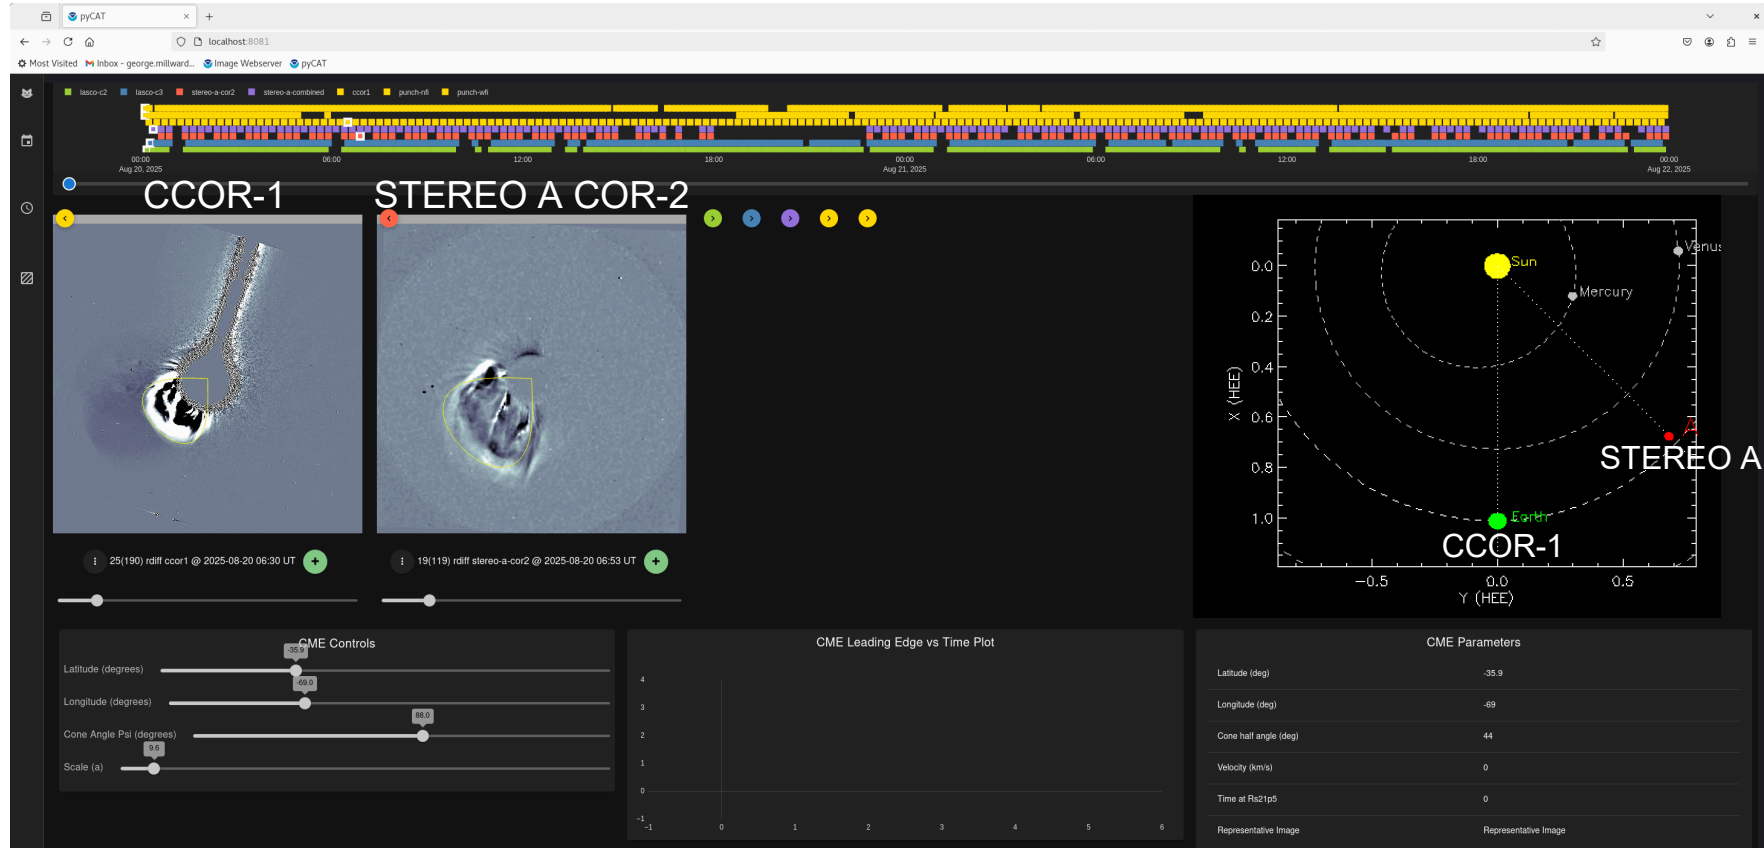 pyCAT
localhost:8081
Most Visited Inbox - george.millward... Image Webserver pyCAT
lasco-c2 lasco-c3 stereo-a-cor2 stereo-a-combined ccor1 punch-nfi punch-wfi
00:00 06:00 12:00 18:00 00:00 06:00 12:00 18:00 00:00
Aug 20, 2025 Aug 21, 2025 Aug 22, 2025
CCOR-1 STEREO A COR-2
Venus
0.0 Sun
Mercury
0.2
0.4
X (HEE)
0.6 A
STEREO A
0.8
1.0 Earth
CCOR-1
-0.5 0.0 0.5
Y (HEE)
25(190) rdiff ccor1 @ 2025-08-20 06:30 UT
19(119) rdiff stereo-a-cor2 @ 2025-08-20 06:53 UT
CME Controls
-35.9
Latitude (degrees)
-69.0
Longitude (degrees)
88.0
Cone Angle Psi (degrees)
9.6
Scale (a)
CME Leading Edge vs Time Plot
4
3
2
1
0
−1
−1 0 1 2 3 4 5 6
CME Parameters
Latitude (deg) -35.9
Longitude (deg) -69
Cone half angle (deg) 44
Velocity (km/s) 0
Time at Rs21p5 0
Representative Image Representative Image